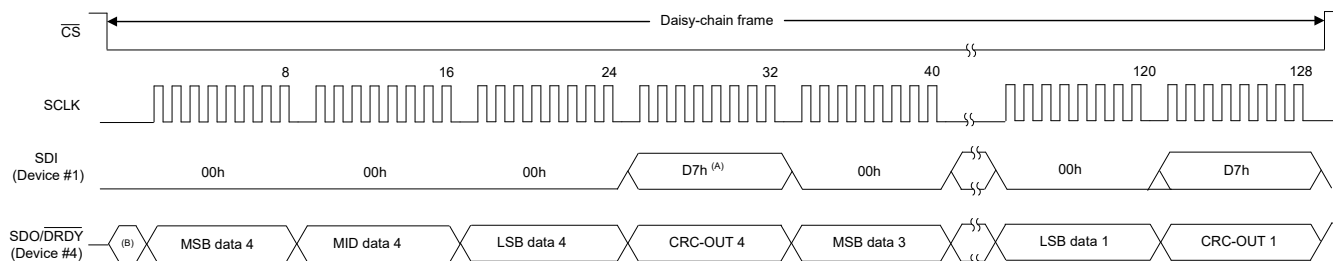 Daisy-chain frame
CS
8 16 24 32 40 120 128
SCLK
SDI
(Device #1)
00h 00h 00h D7h (A) 00h 00h D7h
SDO/DRDY
(Device #4)
(B) MSB data 4 MID data 4 LSB data 4 CRC-OUT 4 MSB data 3 LSB data 1 CRC-OUT 1